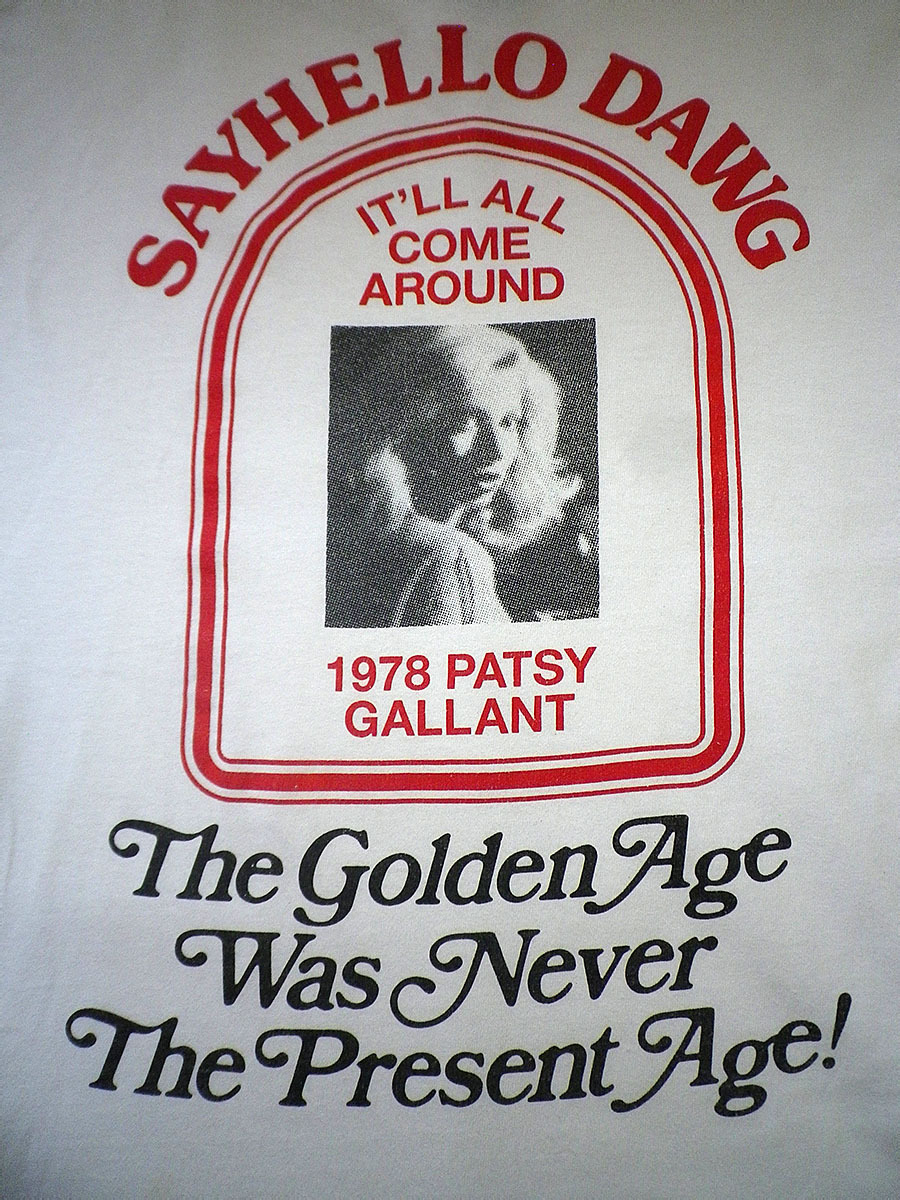 SAYHELLO DAWG
IT'LL ALL
COME
AROUND
1978 PATSY
GALLANT
The Golden Age
Was Never
The Present Age!